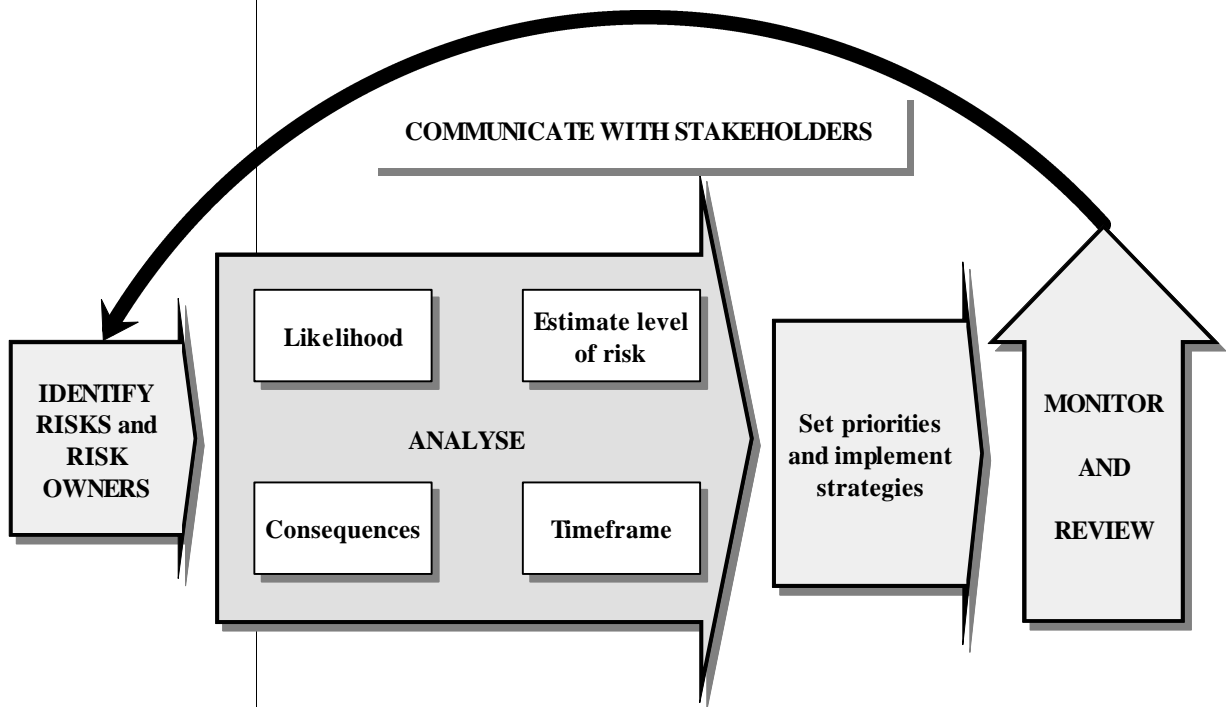 COMMUNICATE WITH STAKEHOLDERS
IDENTIFY
RISKS and
RISK
OWNERS
Likelihood
Estimate level
of risk
ANALYSE
Consequences
Timeframe
Set priorities
and implement
strategies
MONITOR
AND
REVIEW